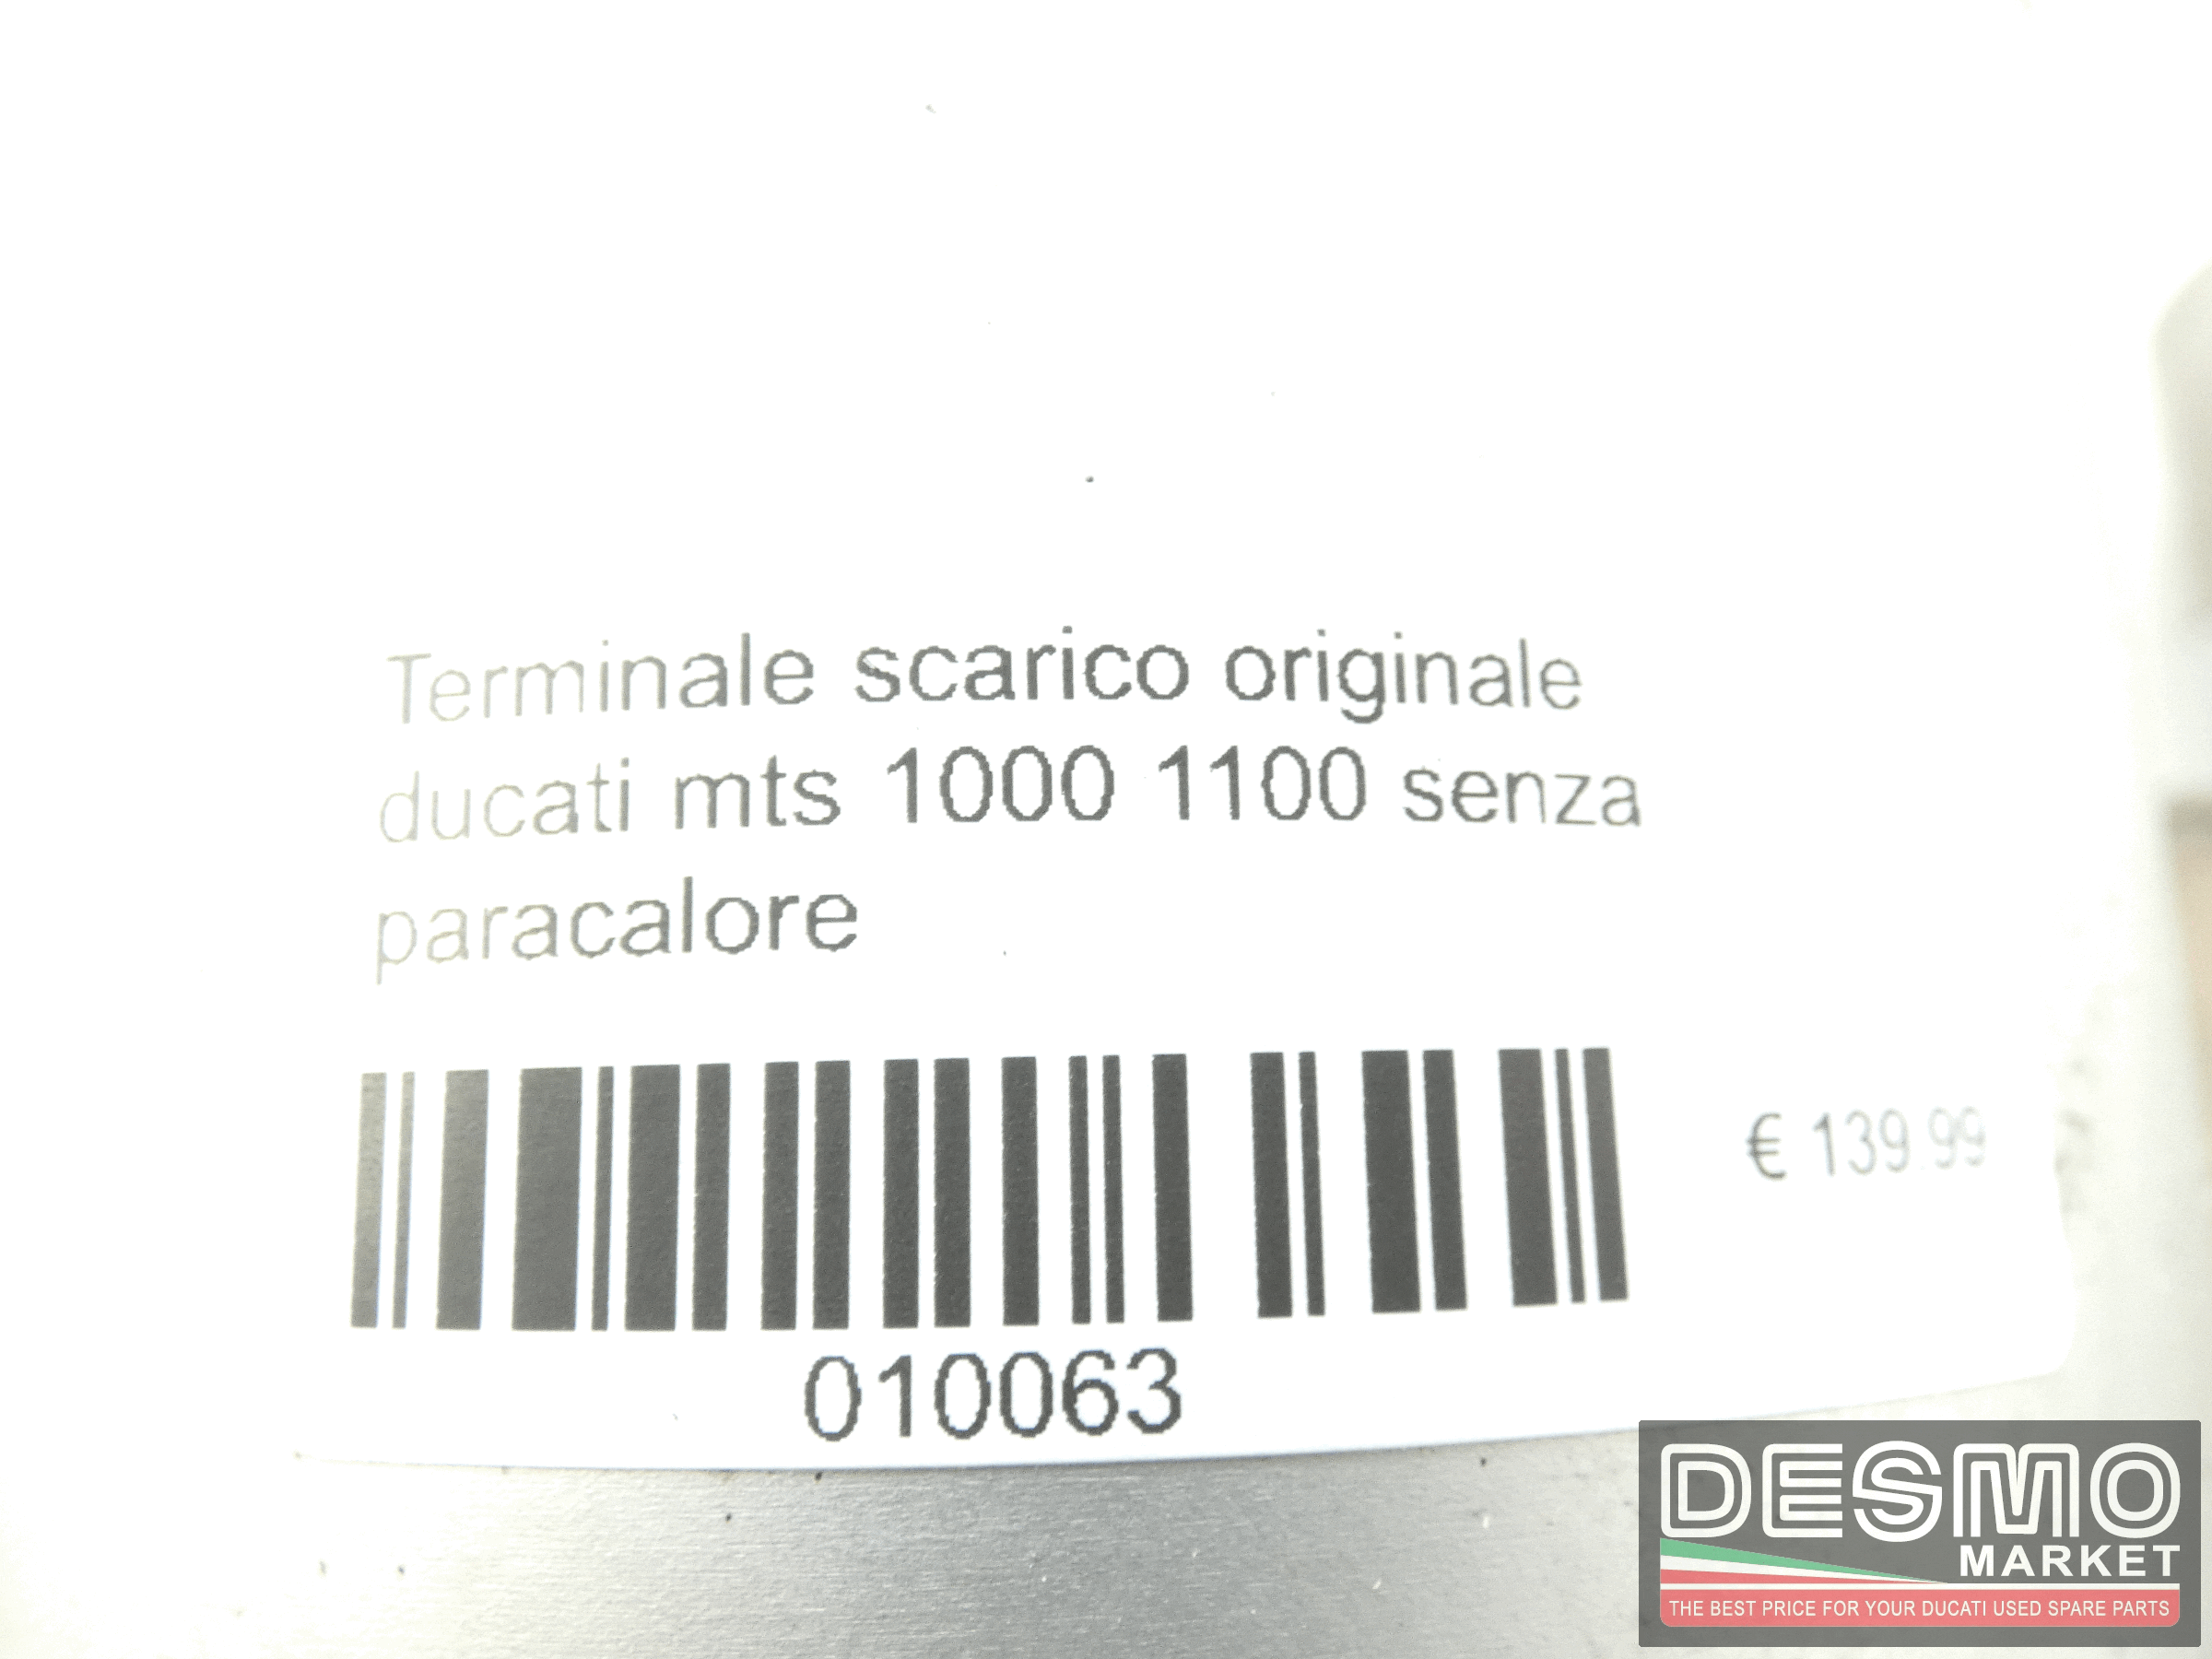 Terminale scarico originale
ducati mts 1000 1100 senza
paracalore
€ 139.99
010063
DESMO
MARKET
THE BEST PRICE FOR YOUR DUCATI USED SPARE PARTS